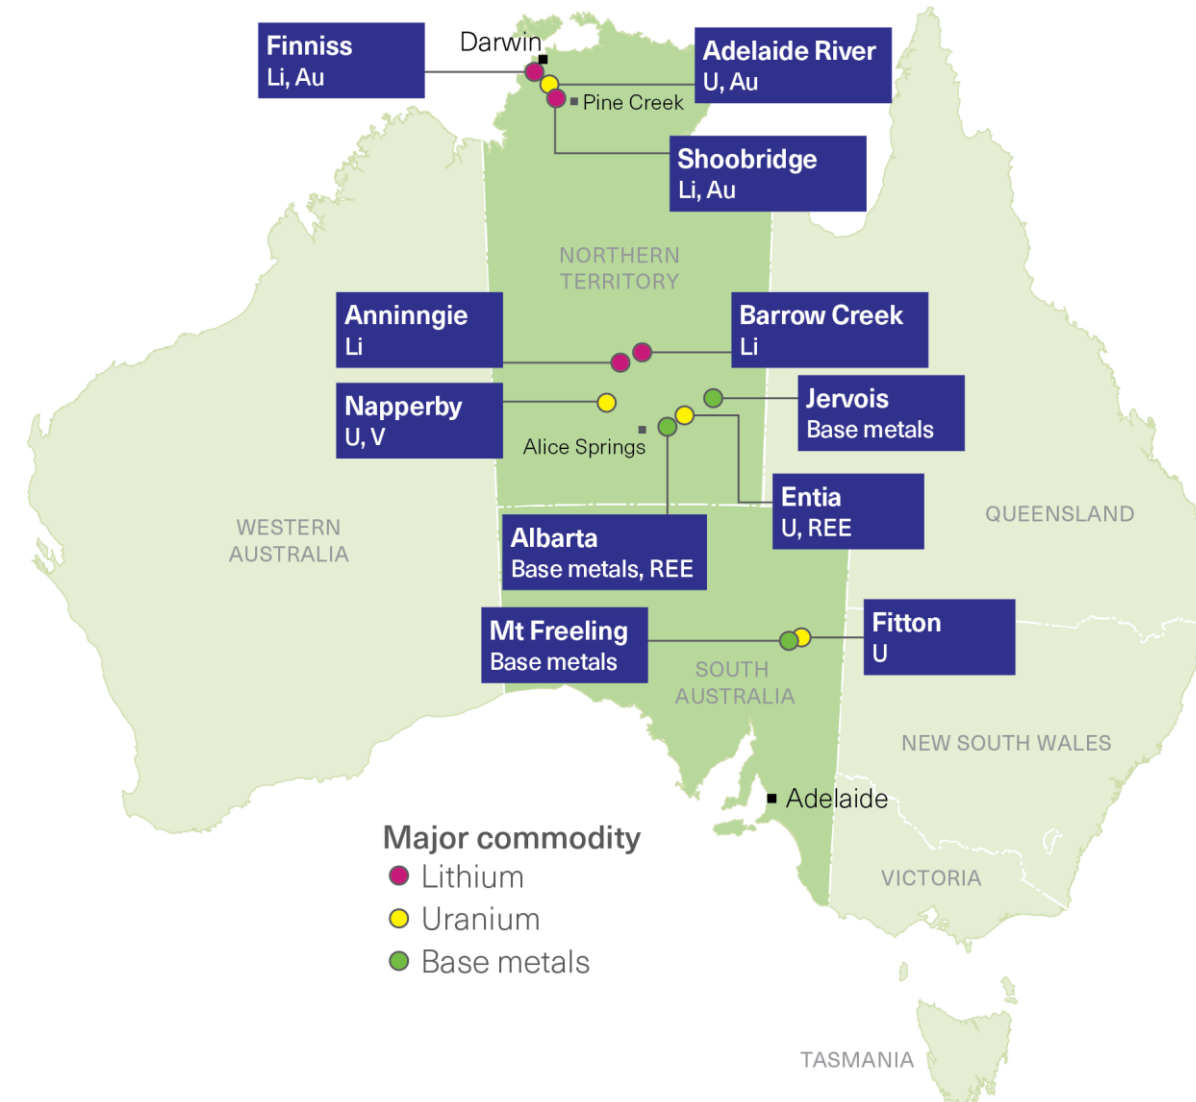 Finniss
Li, Au
Darwin
Adelaide River
U, Au
Pine Creek
Shoobridge
Li, Au
NORTHERN
TERRITORY
Anninngie
Li
Barrow Creek
Li
Napperby
U, V
Jervois
Base metals
Alice Springs
Entia
U, REE
QUEENSLAND
WESTERN
AUSTRALIA
Albarta
Base metals, REE
Mt Freeling
Base metals
Fitton
U
SOUTH
AUSTRALIA
NEW SOUTH WALES
Adelaide
Major commodity
Lithium
Uranium
Base metals
VICTORIA
TASMANIA